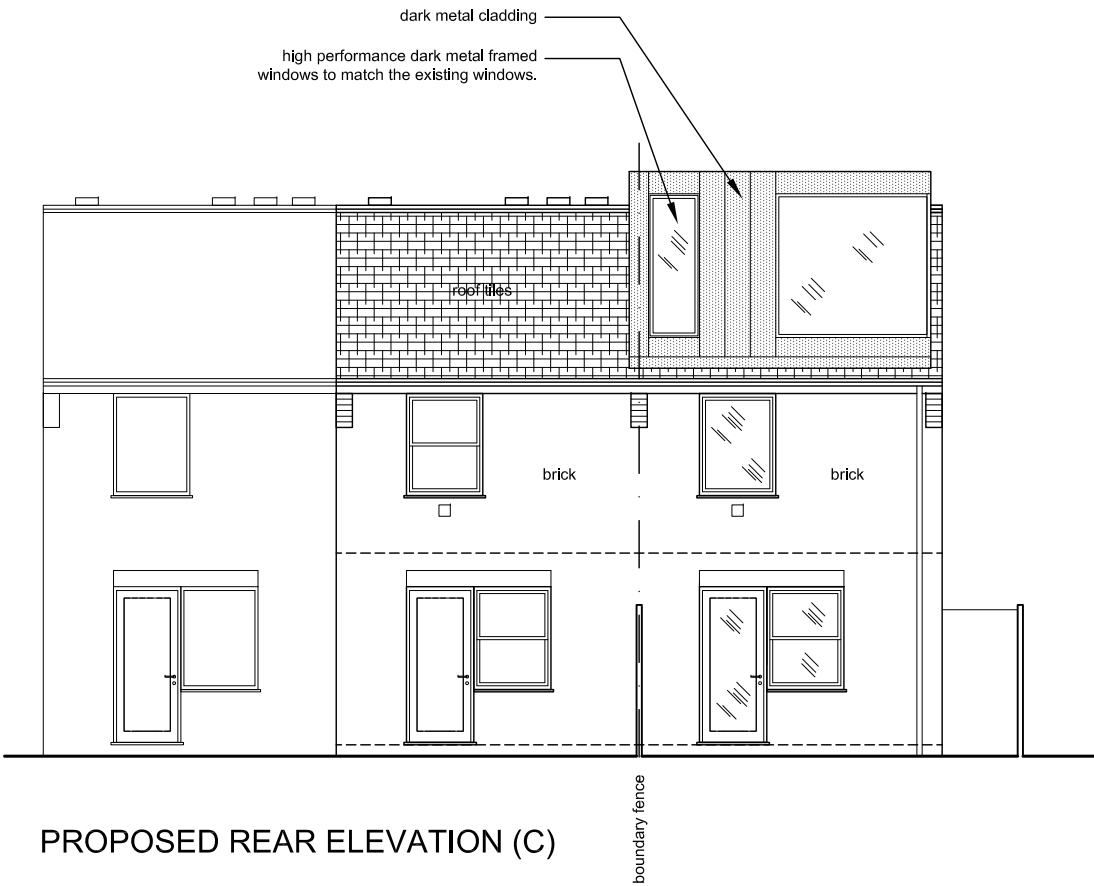 dark metal cladding
high performance dark metal framed
windows to match the existing windows.
roof tiles
brick
brick
boundary fence
PROPOSED REAR ELEVATION (C)